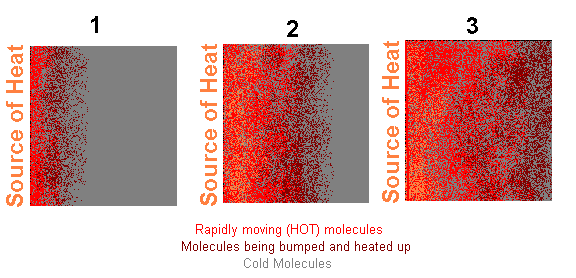 1
2
3
Source of Heat
Source of Heat
Source of Heat
Rapidly moving (HOT) molecules
Molecules being bumped and heated up
Cold Molecules